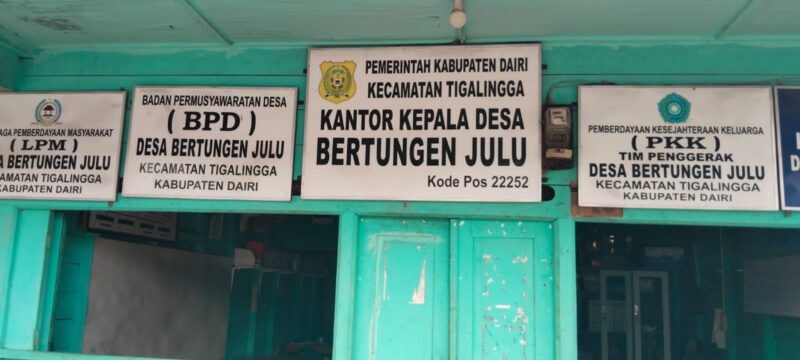 PEMBERDAYAAN MASYARAKAT
( LPM )
DESA BERTUNGEN JULU
KECAMATAN TIGALINGGA
KABUPATEN DAIRI
BADAN PERMUSYAWARATAN DESA
( BPD )
DESA BERTUNGEN JULU
KECAMATAN TIGALINGGA
KABUPATEN DAIRI
PEMERINTAH KABUPATEN DAIRI
KECAMATAN TIGALINGGA
KANTOR KEPALA DESA
BERTUNGEN JULU
Kode Pos 22252
PEMBERDAYAAN KESEJAHTERAAN KELUARGA
( PKK )
TIM PENGGERAK
DESA BERTUNGEN JULU
KECAMATAN TIGALINGGA
KABUPATEN DAIRI